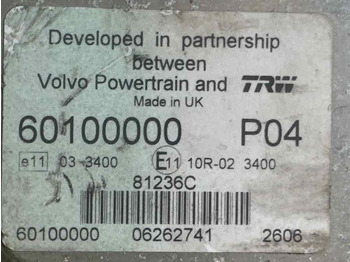 Developed in partnership
between
Volvo Powertrain and TRW
Made in UK
60100000 P04
e11 03-3400 E11 10R-02 3400
81236C
60100000 06262741 2606